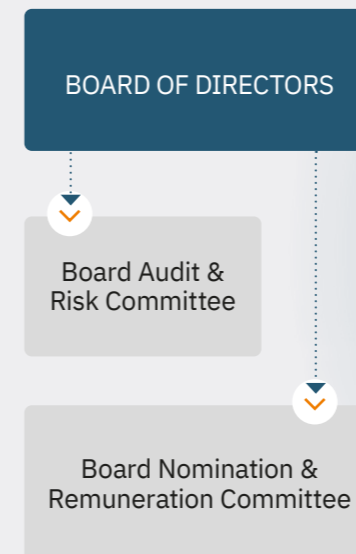 BOARD OF DIRECTORS
Board Audit &
Risk Committee
Board Nomination &
Remuneration Committee